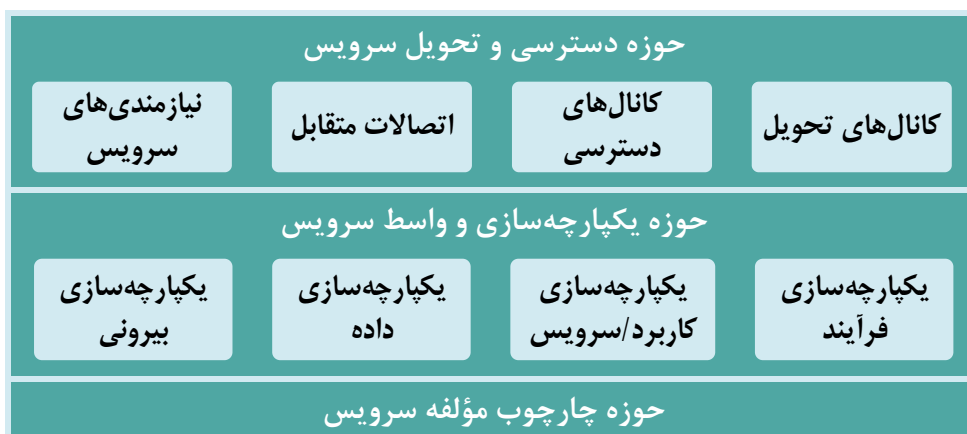 حوزه دسترسی و تحویل سرویس
کانال‌های تحویل
کانال‌های
دسترسی
اتصالات متقابل
نیازمندی‌های
سرویس
حوزه یکپارچه‌سازی و واسط سرویس
یکپارچه‌سازی
فرآیند
یکپارچه‌سازی
کاربرد/سرویس
یکپارچه‌سازی
داده
یکپارچه‌سازی
بیرونی
حوزه چارچوب مؤلفه سرویس